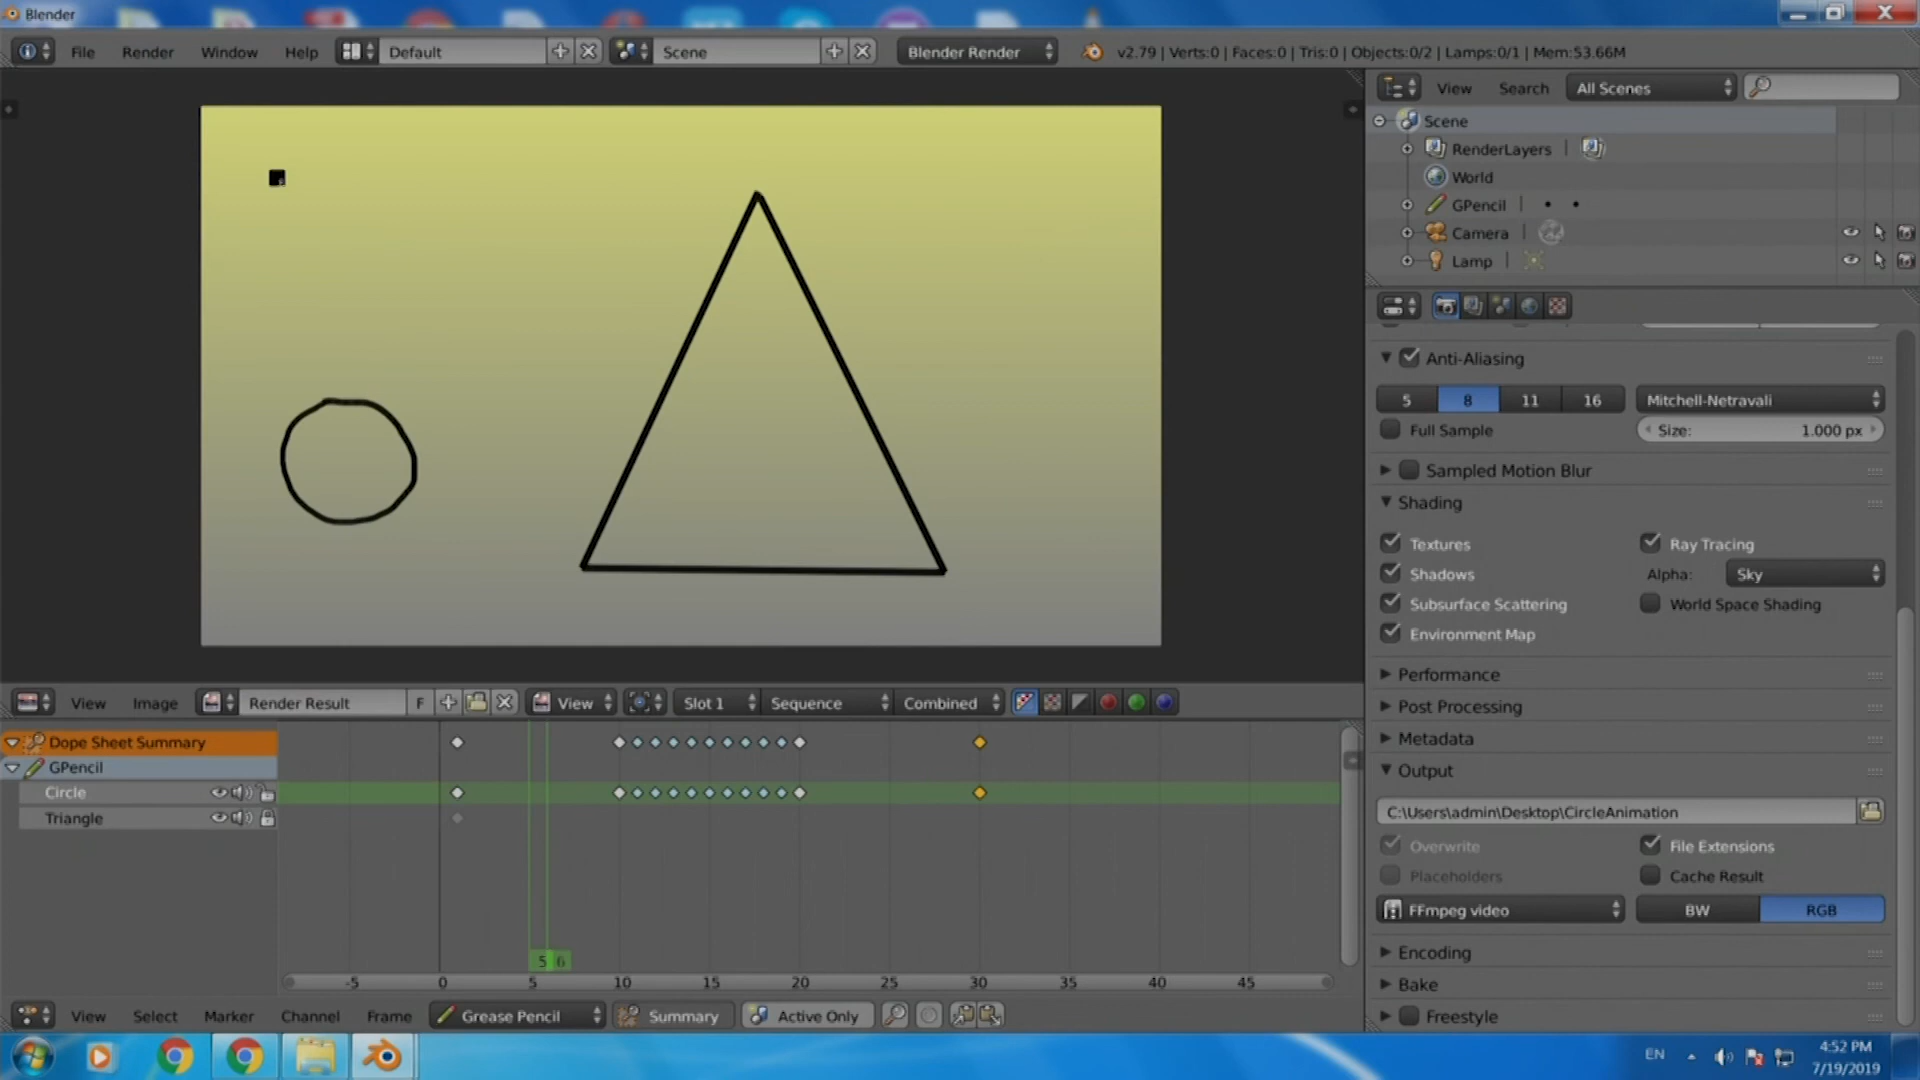 Blender
File Render Window Help Default Scene Blender Render v2.79 | Verts:0 | Faces:0 | Tris:0 | Objects:0/2 | Lamps:0/1 | Mem:53.66M
View Search All Scenes
Scene
RenderLayers
World
GPencil
Camera
Lamp
Anti-Aliasing
5 8 11 16 Mitchell-Netravali
Full Sample Size: 1.000 px
Sampled Motion Blur
Shading
Textures Ray Tracing
Shadows Alpha: Sky
Subsurface Scattering World Space Shading
Environment Map
Performance
Post Processing
Metadata
Output
C:\Users\admin\Desktop\CircleAnimation
Overwrite File Extensions
Placeholders Cache Result
FFmpeg video BW RGB
Encoding
Bake
Freestyle
View Image Render Result F View Slot 1 Sequence Combined
Dope Sheet Summary
GPencil
Circle
Triangle
5 6
-5 0 5 10 15 20 25 30 35 40 45
View Select Marker Channel Frame Grease Pencil Summary Active Only
EN 4:52 PM
7/19/2019